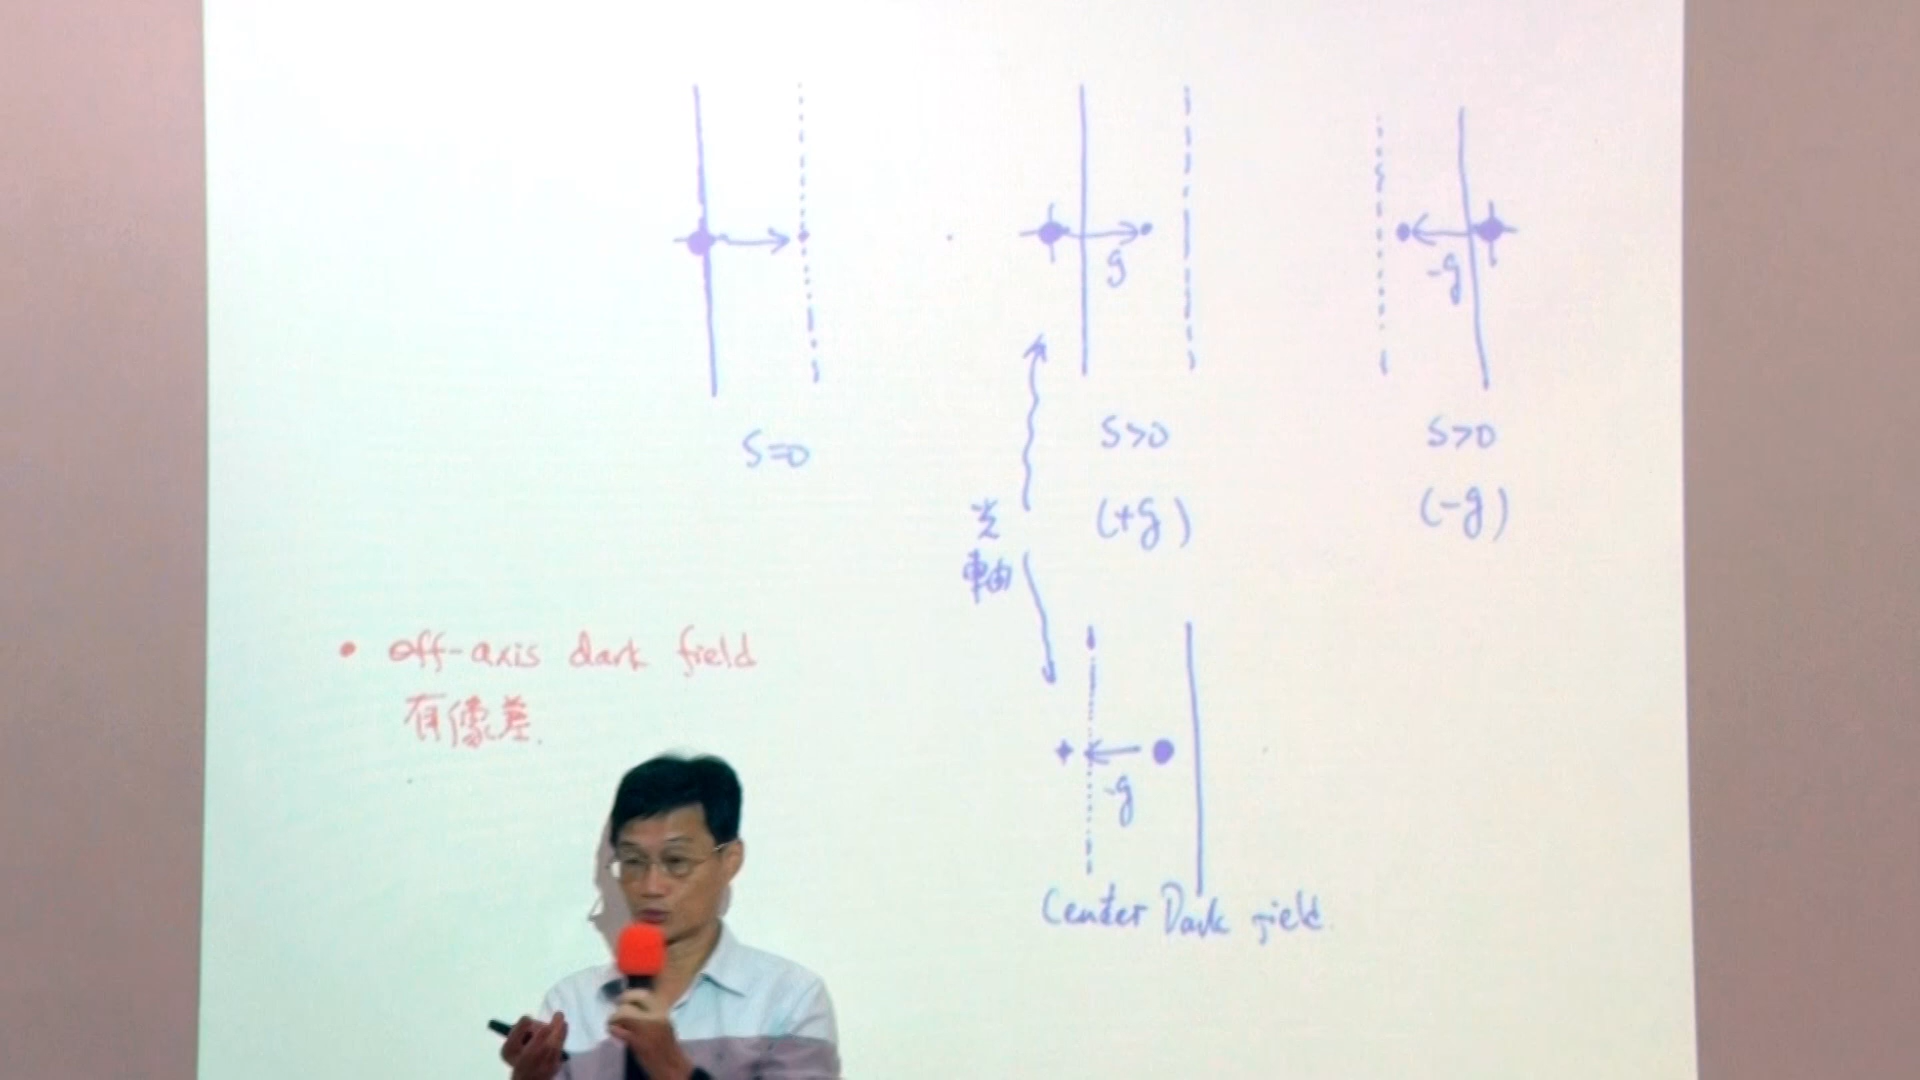 g
-g
S=0
S>0
S>0
(+g)
(-g)
光
軸
• off-axis dark field
有像差.
-g
Center Dark field.